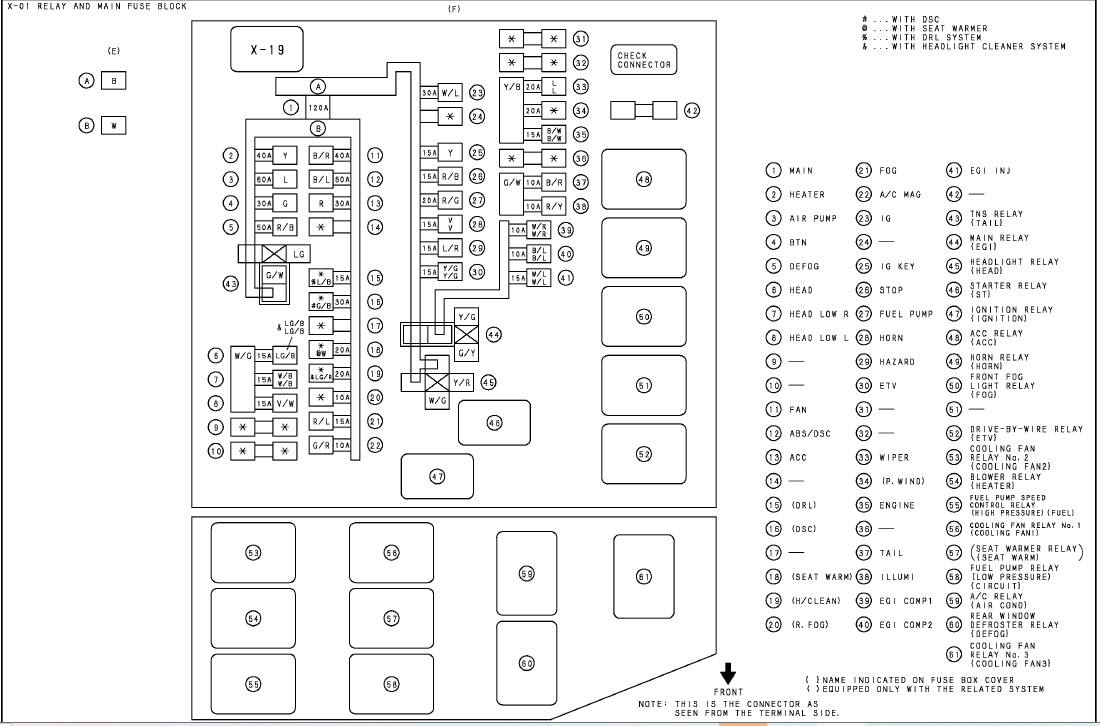 X-01 RELAY AND MAIN FUSE BLOCK
(E)
A B
B W
(F)
# ...WITH DSC
@ ...WITH SEAT WARMER
% ...WITH DRL SYSTEM
& ...WITH HEADLIGHT CLEANER SYSTEM
X-19
A
1 120A
B
2 40A Y
3 60A L
4 30A G
5 50A R/B
LG
43 G/W
B/R 40A 11
B/L 60A 12
R 30A 13
* 14
*
%L/B 15A 15
*
#G/B 30A 16
* 17
*
@W 20A 18
*
&LG/R 20A 19
* 10A 20
R/L 15A 21
G/R 10A 22
& LG/B
LG/B
6 W/G 15A LG/B
7 15A W/B
W/B
8 15A V/W
9 * *
10 * *
30A W/L 23
* 24
15A Y 25
15A R/B 26
20A R/G 27
15A V
V 28
15A L/R 29
15A Y/G
Y/G 30
* * 31
* * 32
Y/B 20A L
L 33
20A * 34
15A B/W
B/W 35
* * 36
G/W 10A B/R 37
10A R/Y 38
10A W/R
W/R 39
10A B/L
B/L 40
15A W/L
W/L 41
Y/G
44
G/Y
Y/R 45
W/G
46
47
CHECK
CONNECTOR
42
48
49
50
51
52
53
54
55
56
57
58
59
60
61
1 MAIN
2 HEATER
3 AIR PUMP
4 BTN
5 DEFOG
6 HEAD
7 HEAD LOW R
8 HEAD LOW L
9 —
10 —
11 FAN
12 ABS/DSC
13 ACC
14 —
15 (DRL)
16 (DSC)
17 —
18 (SEAT WARM)
19 (H/CLEAN)
20 (R.FOG)
21 FOG
22 A/C MAG
23 IG
24 —
25 IG KEY
26 STOP
27 FUEL PUMP
28 HORN
29 HAZARD
30 ETV
31 —
32 —
33 WIPER
34 (P.WIND)
35 ENGINE
36 —
37 TAIL
38 ILLUMI
39 EGI COMP1
40 EGI COMP2
41 EGI INJ
42 —
43 TNS RELAY
{TAIL}
44 MAIN RELAY
{EGI}
45 HEADLIGHT RELAY
{HEAD}
46 STARTER RELAY
{ST}
47 IGNITION RELAY
{IGNITION}
48 ACC RELAY
{ACC}
49 HORN RELAY
{HORN}
50 FRONT FOG
LIGHT RELAY
{FOG}
51 —
52 DRIVE-BY-WIRE RELAY
{ETV}
53 COOLING FAN
RELAY No. 2
{COOLING FAN2}
54 BLOWER RELAY
{HEATER}
55 FUEL PUMP SPEED
CONTROL RELAY
(HIGH PRESSURE) {FUEL}
56 COOLING FAN RELAY No. 1
{COOLING FAN1}
57 (SEAT WARMER RELAY)
({SEAT WARM})
58 FUEL PUMP RELAY
(LOW PRESSURE)
{CIRCUIT}
59 A/C RELAY
{AIR COND}
60 REAR WINDOW
DEFROSTER RELAY
{DEFOG}
61 COOLING FAN
RELAY No. 3
{COOLING FAN3}
{ }NAME INDICATED ON FUSE BOX COVER
( )EQUIPPED ONLY WITH THE RELATED SYSTEM
FRONT
NOTE: THIS IS THE CONNECTOR AS
SEEN FROM THE TERMINAL SIDE.